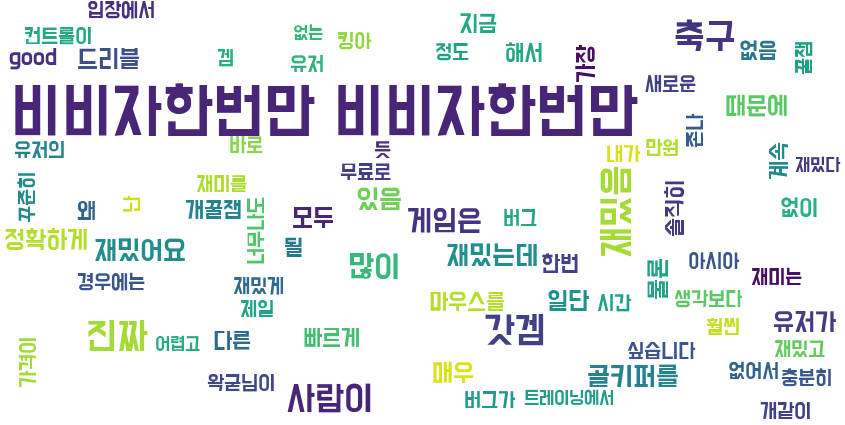 입장에서
컨트롤이
good
드리블
겜
없는
유저
킹아
정도
지금
해서
가장
축구
없음
꿀잼
비비자한번만 비비자한번만
새로운
때문에
유저의
바로
듯
무료로
내가
만원
존나
계속
재밌다
꾸준히
왜
재미를
개꿀잼
너무나도
있음
모두
게임은
버그
재밌음
솔직히
없이
정확하게
재밌어요
될
많이
재밌는데
한번
물론
아시아
재미는
경우에는
재밌게
제일
마우스를
일단
시간
생각보다
훨씬
유저가
진짜
어렵고
다른
빠르게
갓겜
싶습니다
재밌고
가격이
왁굳님이
사람이
매우
버그가
트레이닝에서
골키퍼를
없어서
충분히
개같이